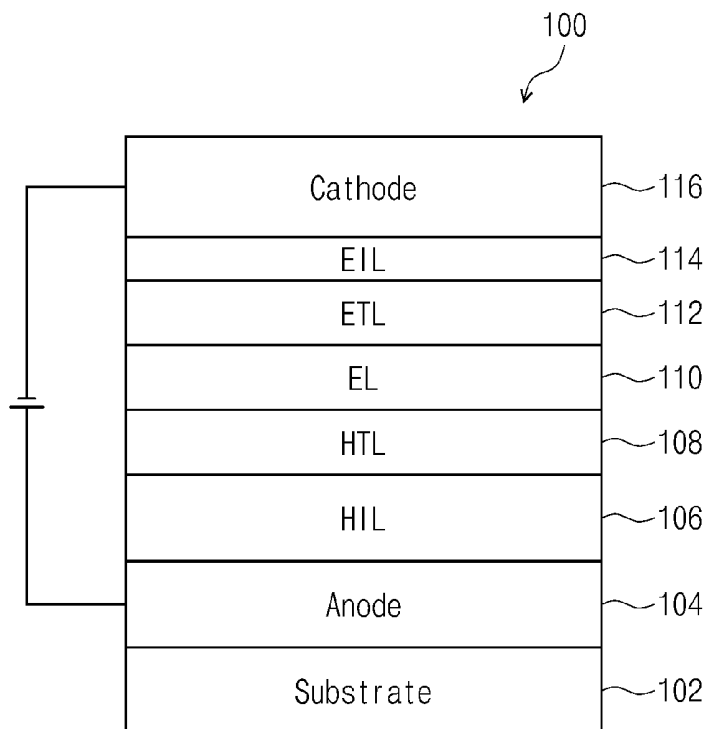 100
Cathode 116
EIL 114
ETL 112
EL 110
HTL 108
HIL 106
Anode 104
Substrate 102